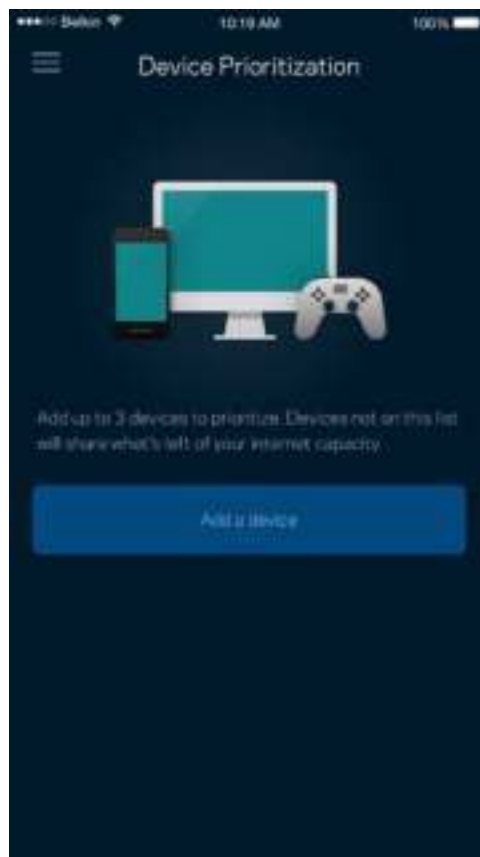 Belkin 10:19 AM 100%
Device Prioritization
Add up to 3 devices to prioritize. Devices not on this list
will share what's left of your internet capacity.
Add a device